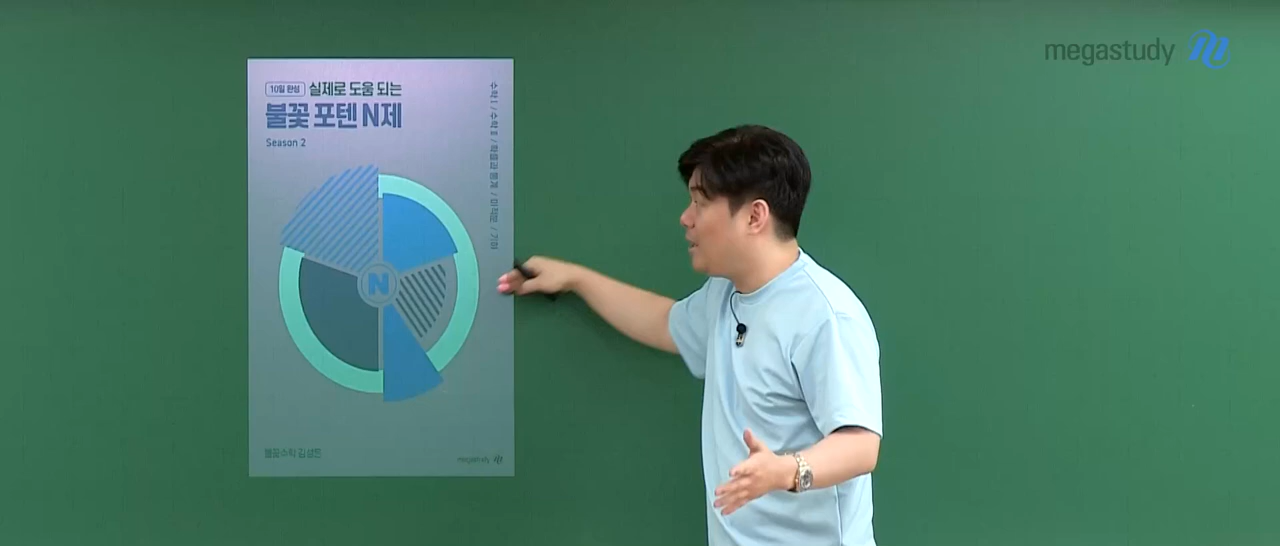 megastudy
10일 완성 실제로 도움 되는
불꽃 포텐 N제
Season 2
수학Ⅰ / 수학Ⅱ / 확률과 통계 / 미적분 / 기하
N
불꽃수학 김성은
megastudy